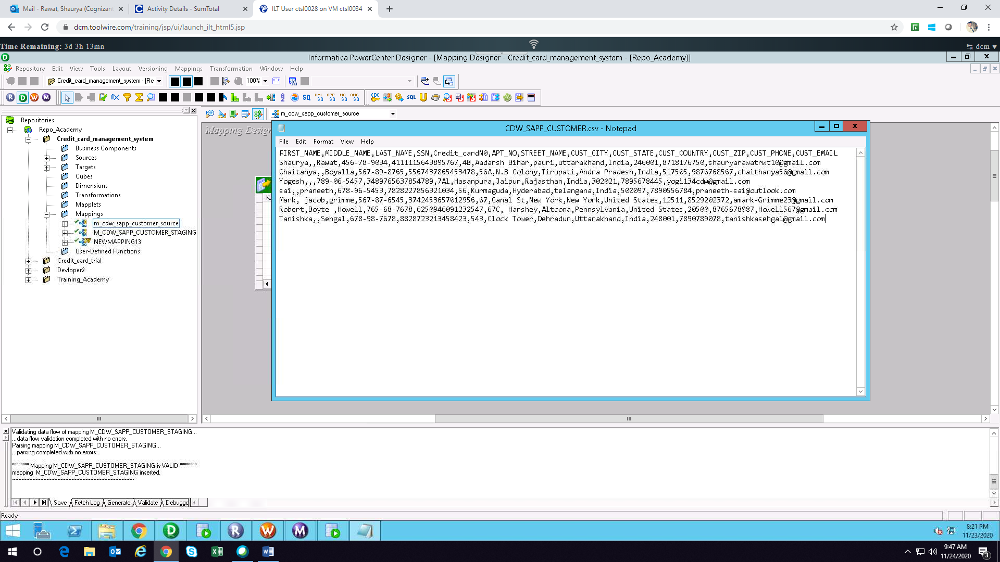 Mail - Rawat, Shaurya (Cognizant
Activity Details - SumTotal
ILT User ctsl0028 on VM ctsl0034
dcm.toolwire.com/training/jsp/ui/launch_ilt_html5.jsp
Time Remaining: 3d 3h 13mn
dcm
Informatica PowerCenter Designer - [Mapping Designer - Credit_card_management_system - [Repo_Academy]]
Repository Edit View Tools Layout Versioning Mappings Transformation Window Help
Credit_card_management_system - [Re
100%
m_cdw_sapp_customer_source
Repositories
Repo_Academy
Credit_card_management_system
Business Components
Sources
Targets
Cubes
Dimensions
Transformations
Mapplets
Mappings
m_cdw_sapp_customer_source
M_CDW_SAPP_CUSTOMER_STAGING
NEWMAPPING13
User-Defined Functions
Credit_card_trial
Devloper2
Training_Academy
Mapping Design
K
CDW_SAPP_CUSTOMER.csv - Notepad
File Edit Format View Help
FIRST_NAME,MIDDLE_NAME,LAST_NAME,SSN,Credit_cardN0,APT_NO,STREET_NAME,CUST_CITY,CUST_STATE,CUST_COUNTRY,CUST_ZIP,CUST_PHONE,CUST_EMAIL
Shaurya,,Rawat,456-78-9034,4111115643895767,4B,Aadarsh Bihar,pauri,uttarakhand,India,246001,8718176750,shauryarawatrwt10@gmail.com
Chaitanya,,Boyalla,567-89-8765,5567437865453478,56A,N.B Colony,Tirupati,Andra Pradesh,India,517505,9876768567,chaithanya56@gmail.com
Yogesh,,,789-06-5457,3489765637854789,7Al,Hasanpura,Jaipur,Rajasthan,India,302021,7895678445,yogi134cdw@gmail.com
sai,,praneeth,678-96-5453,7828227856321034,56,Kurmaguda,Hyderabad,telangana,India,500097,7890556784,praneeth-sai@outlook.com
Mark, jacob,grimme,567-87-6545,3742453657012956,67,Canal St,New York,New York,United States,12511,8529202372,amark-Grimme23@gmail.com
Robert,Boyte ,Howell,765-68-7678,6250946091232547,67C, Harshey,Altoona,Pennsylvania,United States,20500,8765678987,Howell567@gmail.com
Tanishka,,Sehgal,678-98-7678,8828723213458423,543,Clock Tower,Dehradun,Uttarakhand,India,248001,7890789078,tanishkasehgal@gmail.com
Validating data flow of mapping M_CDW_SAPP_CUSTOMER_STAGING...
...data flow validation completed with no errors.
Parsing mapping M_CDW_SAPP_CUSTOMER_STAGING...
...parsing completed with no errors.
******** Mapping M_CDW_SAPP_CUSTOMER_STAGING is VALID ********
mapping M_CDW_SAPP_CUSTOMER_STAGING inserted.
Save Fetch Log Generate Validate Debugge
Ready
8:21 PM
11/23/2020
9:47 AM
11/24/2020
3